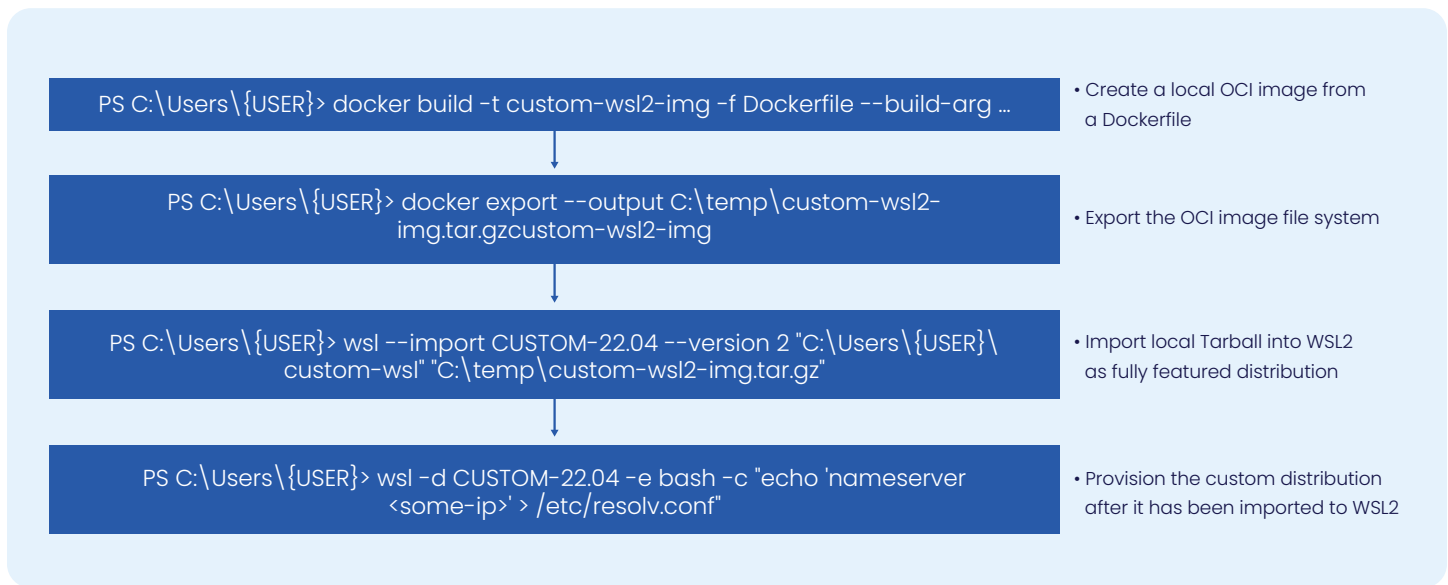 PS C:\Users\{USER}> docker build -t custom-wsl2-img -f Dockerfile --build-arg ...
• Create a local OCI image from
a Dockerfile
PS C:\Users\{USER}> docker export --output C:\temp\custom-wsl2-
img.tar.gzcustom-wsl2-img
• Export the OCI image file system
PS C:\Users\{USER}> wsl --import CUSTOM-22.04 --version 2 "C:\Users\{USER}\
custom-wsl" "C:\temp\custom-wsl2-img.tar.gz"
• Import local Tarball into WSL2
as fully featured distribution
PS C:\Users\{USER}> wsl -d CUSTOM-22.04 -e bash -c "echo 'nameserver
<some-ip>' > /etc/resolv.conf"
• Provision the custom distribution
after it has been imported to WSL2